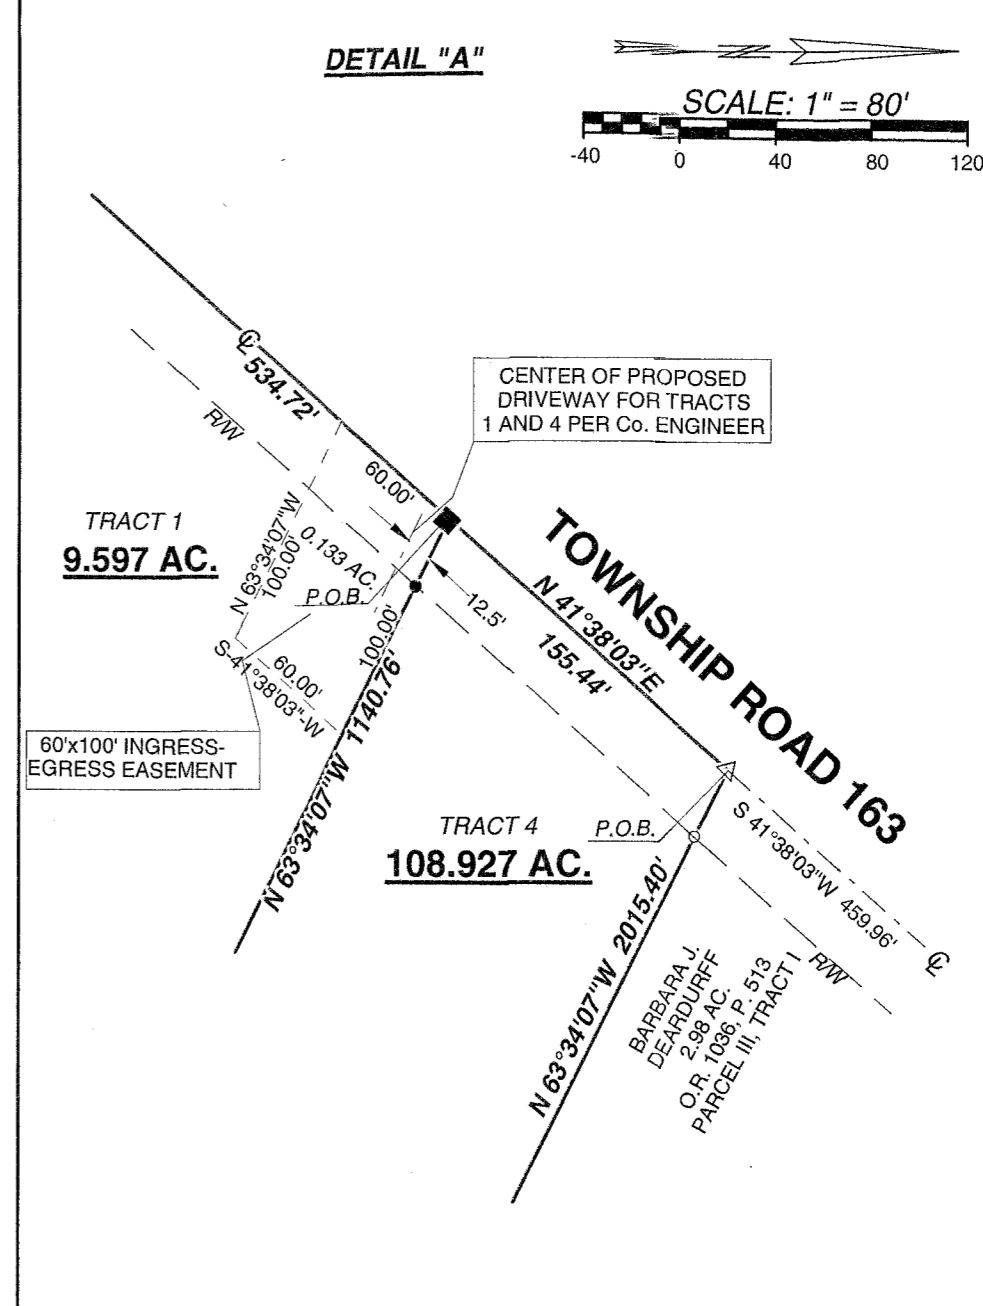 DETAIL "A"
SCALE: 1" = 80'
-40 0 40 80 120
℄
534.72'
R/W
CENTER OF PROPOSED
DRIVEWAY FOR TRACTS
1 AND 4 PER Co. ENGINEER
60.00'
TRACT 1
9.597 AC.
N 63°34'07"W
100.00'
0.133 AC.
P.O.B.
12.5'
100.00'
60.00'
S-41°38'03"-W
60'x100' INGRESS-
EGRESS EASEMENT
N 63°34'07"W 1140.76'
TOWNSHIP ROAD 163
N 41°38'03"E
155.44'
TRACT 4
108.927 AC.
P.O.B.
S 41°38'03"W 459.96'
℄
R/W
N 63°34'07"W 2015.40'
BARBARA J.
DEARDURFF
2.98 AC.
O.R. 1036, P. 513
PARCEL III, TRACT I